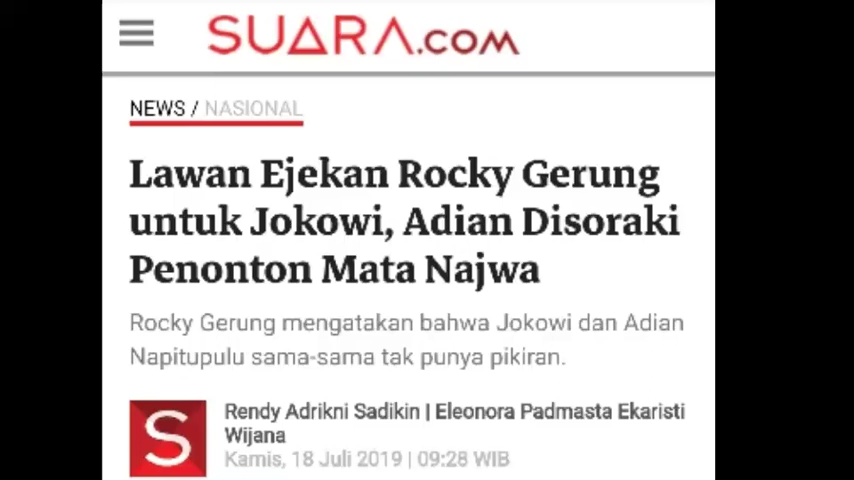 SUARA.COM
NEWS / NASIONAL
Lawan Ejekan Rocky Gerung
untuk Jokowi, Adian Disoraki
Penonton Mata Najwa
Rocky Gerung mengatakan bahwa Jokowi dan Adian
Napitupulu sama-sama tak punya pikiran.
S
Rendy Adrikni Sadikin | Eleonora Padmasta Ekaristi
Wijana
Kamis, 18 Juli 2019 | 09:28 WIB